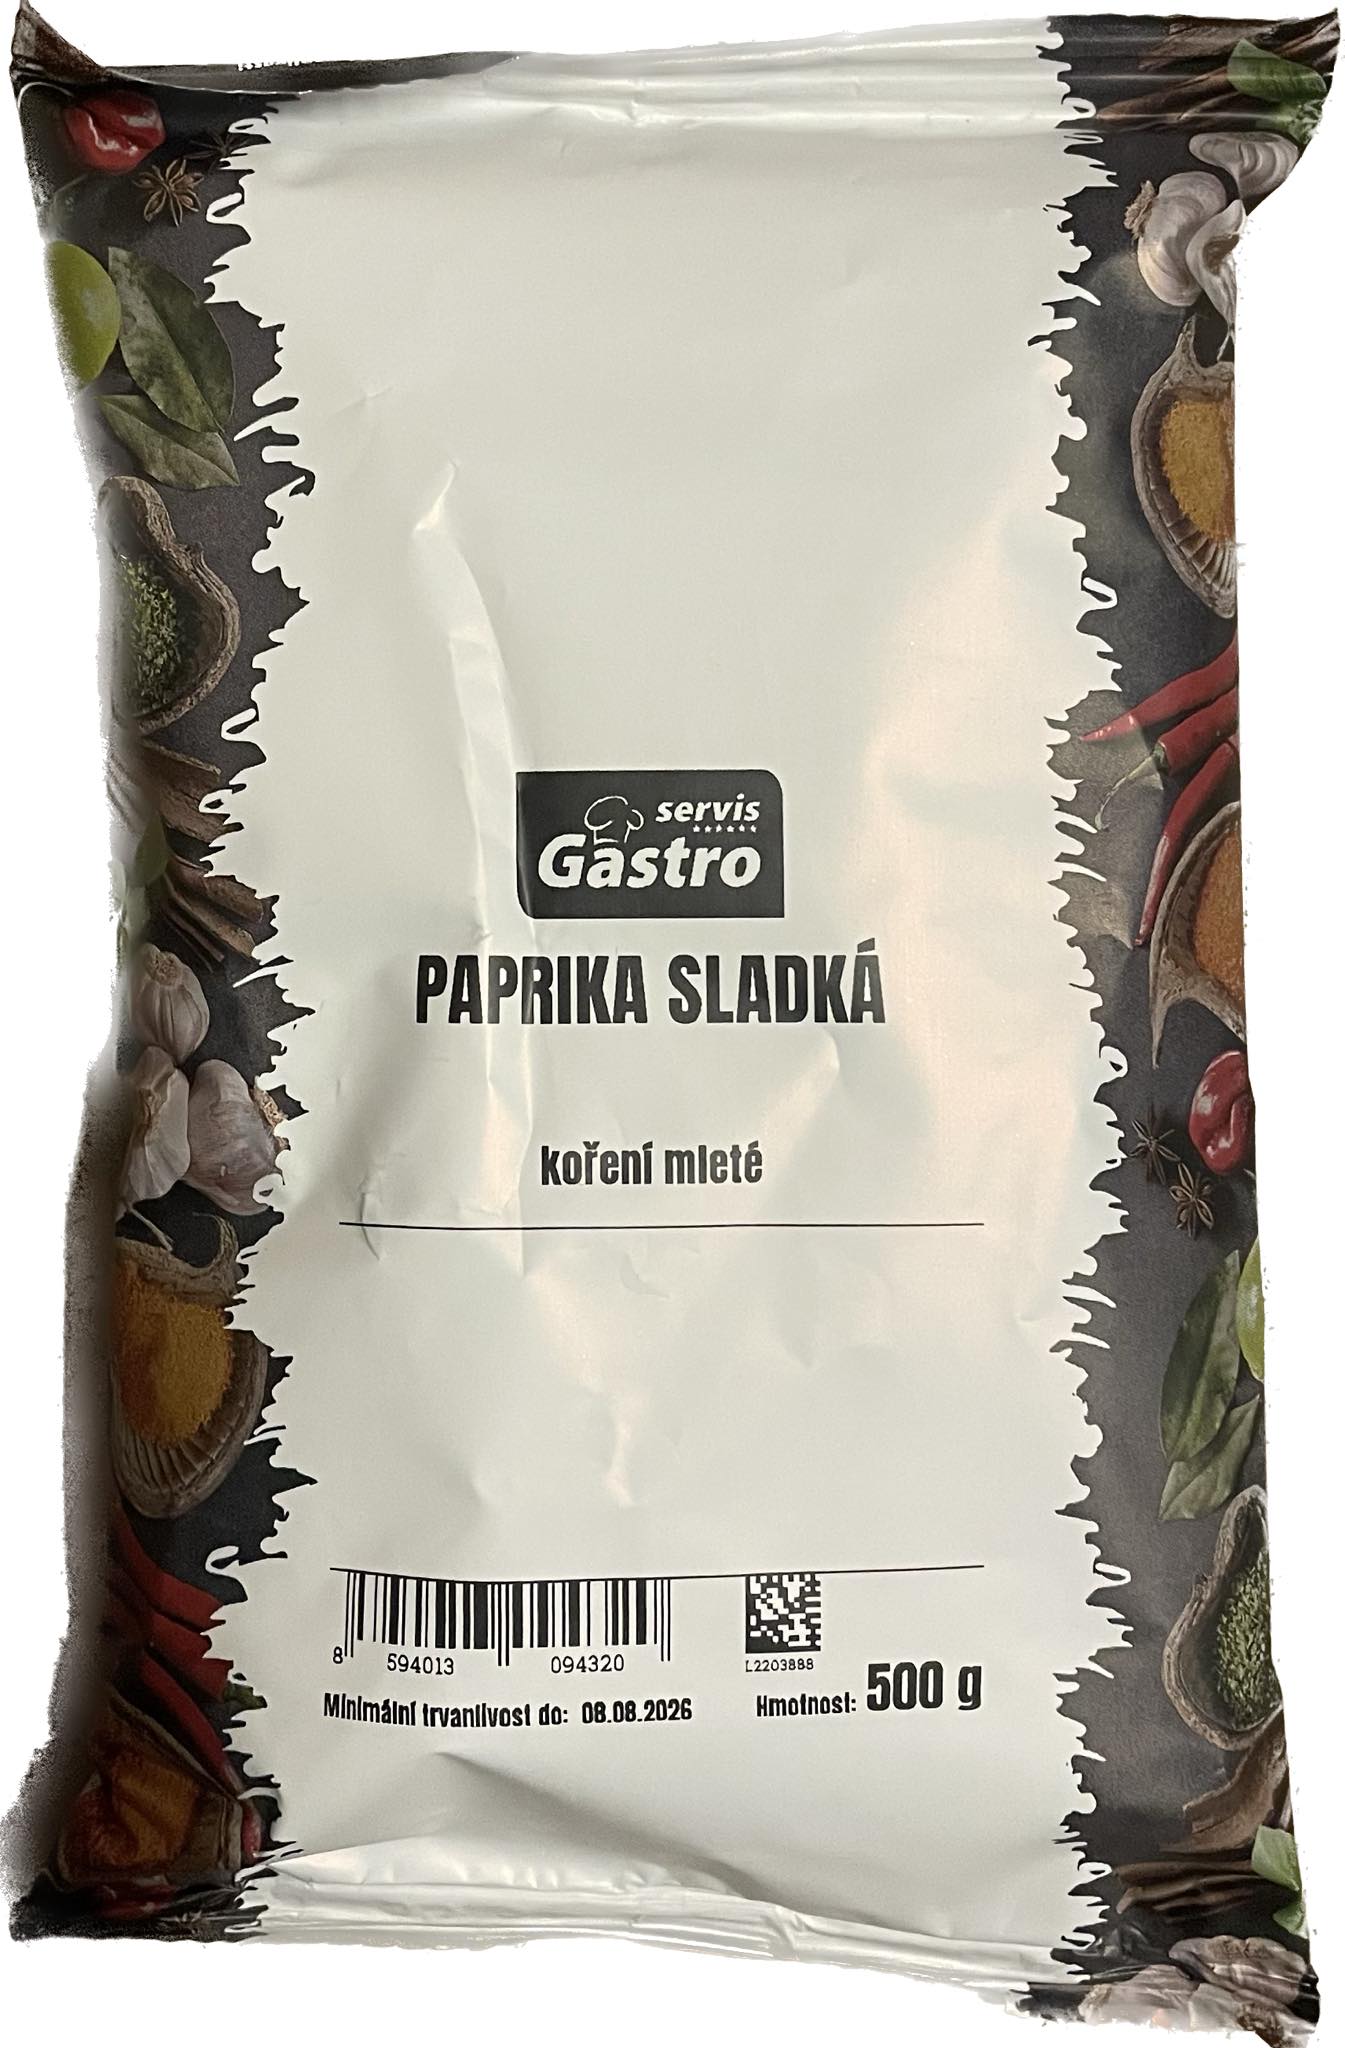 servis
Gastro
PAPRIKA SLADKÁ
koření mleté
8 594013 094320
L2203888
Minimální trvanlivost do: 08.08.2026
Hmotnost: 500 g